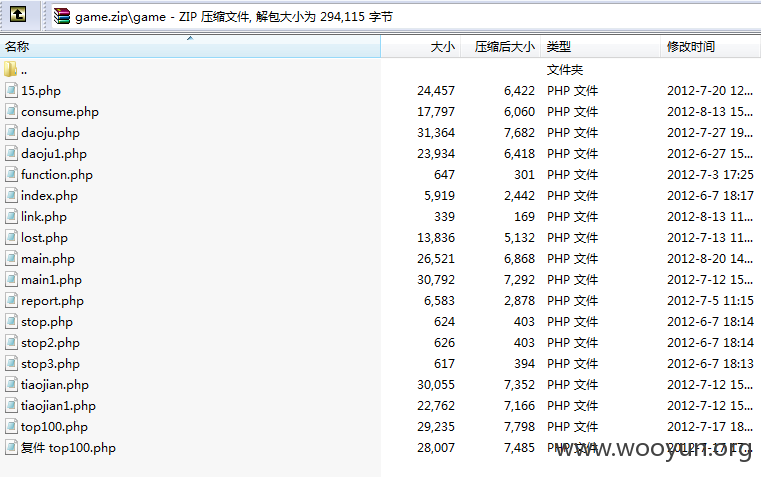 game.zip\game - ZIP 压缩文件, 解包大小为 294,115 字节
名称 大小 压缩后大小 类型 修改时间
.. 文件夹
15.php 24,457 6,422 PHP 文件 2012-7-20 12...
consume.php 17,797 6,060 PHP 文件 2012-8-13 15...
daoju.php 31,364 7,682 PHP 文件 2012-7-27 19...
daoju1.php 23,934 6,418 PHP 文件 2012-6-27 15...
function.php 647 301 PHP 文件 2012-7-3 17:25
index.php 5,919 2,442 PHP 文件 2012-6-7 18:17
link.php 339 169 PHP 文件 2012-8-13 11...
lost.php 13,836 5,132 PHP 文件 2012-7-13 11...
main.php 26,521 6,868 PHP 文件 2012-8-20 14...
main1.php 30,792 7,292 PHP 文件 2012-7-12 15...
report.php 6,583 2,878 PHP 文件 2012-7-5 11:15
stop.php 624 403 PHP 文件 2012-6-7 18:14
stop2.php 626 403 PHP 文件 2012-6-7 18:14
stop3.php 617 394 PHP 文件 2012-6-7 18:13
tiaojian.php 30,055 7,352 PHP 文件 2012-7-12 15...
tiaojian1.php 22,762 7,166 PHP 文件 2012-7-12 15...
top100.php 29,235 7,798 PHP 文件 2012-7-17 18...
复件 top100.php 28,007 7,485 PHP 文件 2012-7-17 17...
www.wooyun.org